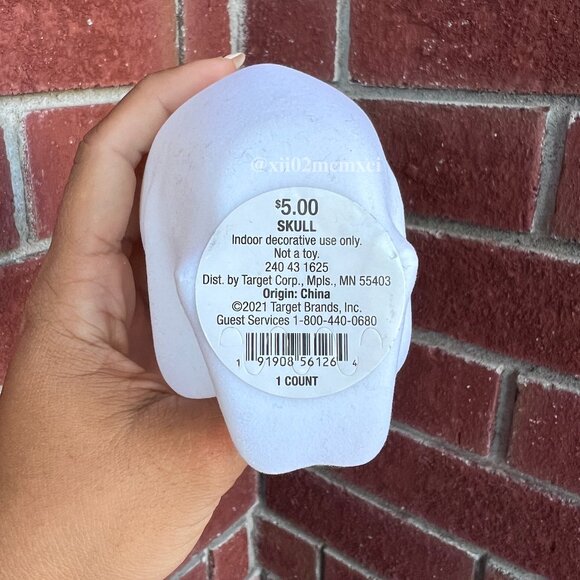 @xii02mcmxci
$5.00
SKULL
Indoor decorative use only.
Not a toy.
240 43 1625
Dist. by Target Corp., Mpls., MN 55403
Origin: China
©2021 Target Brands, Inc.
Guest Services 1-800-440-0680
1 91908 56126 4
1 COUNT